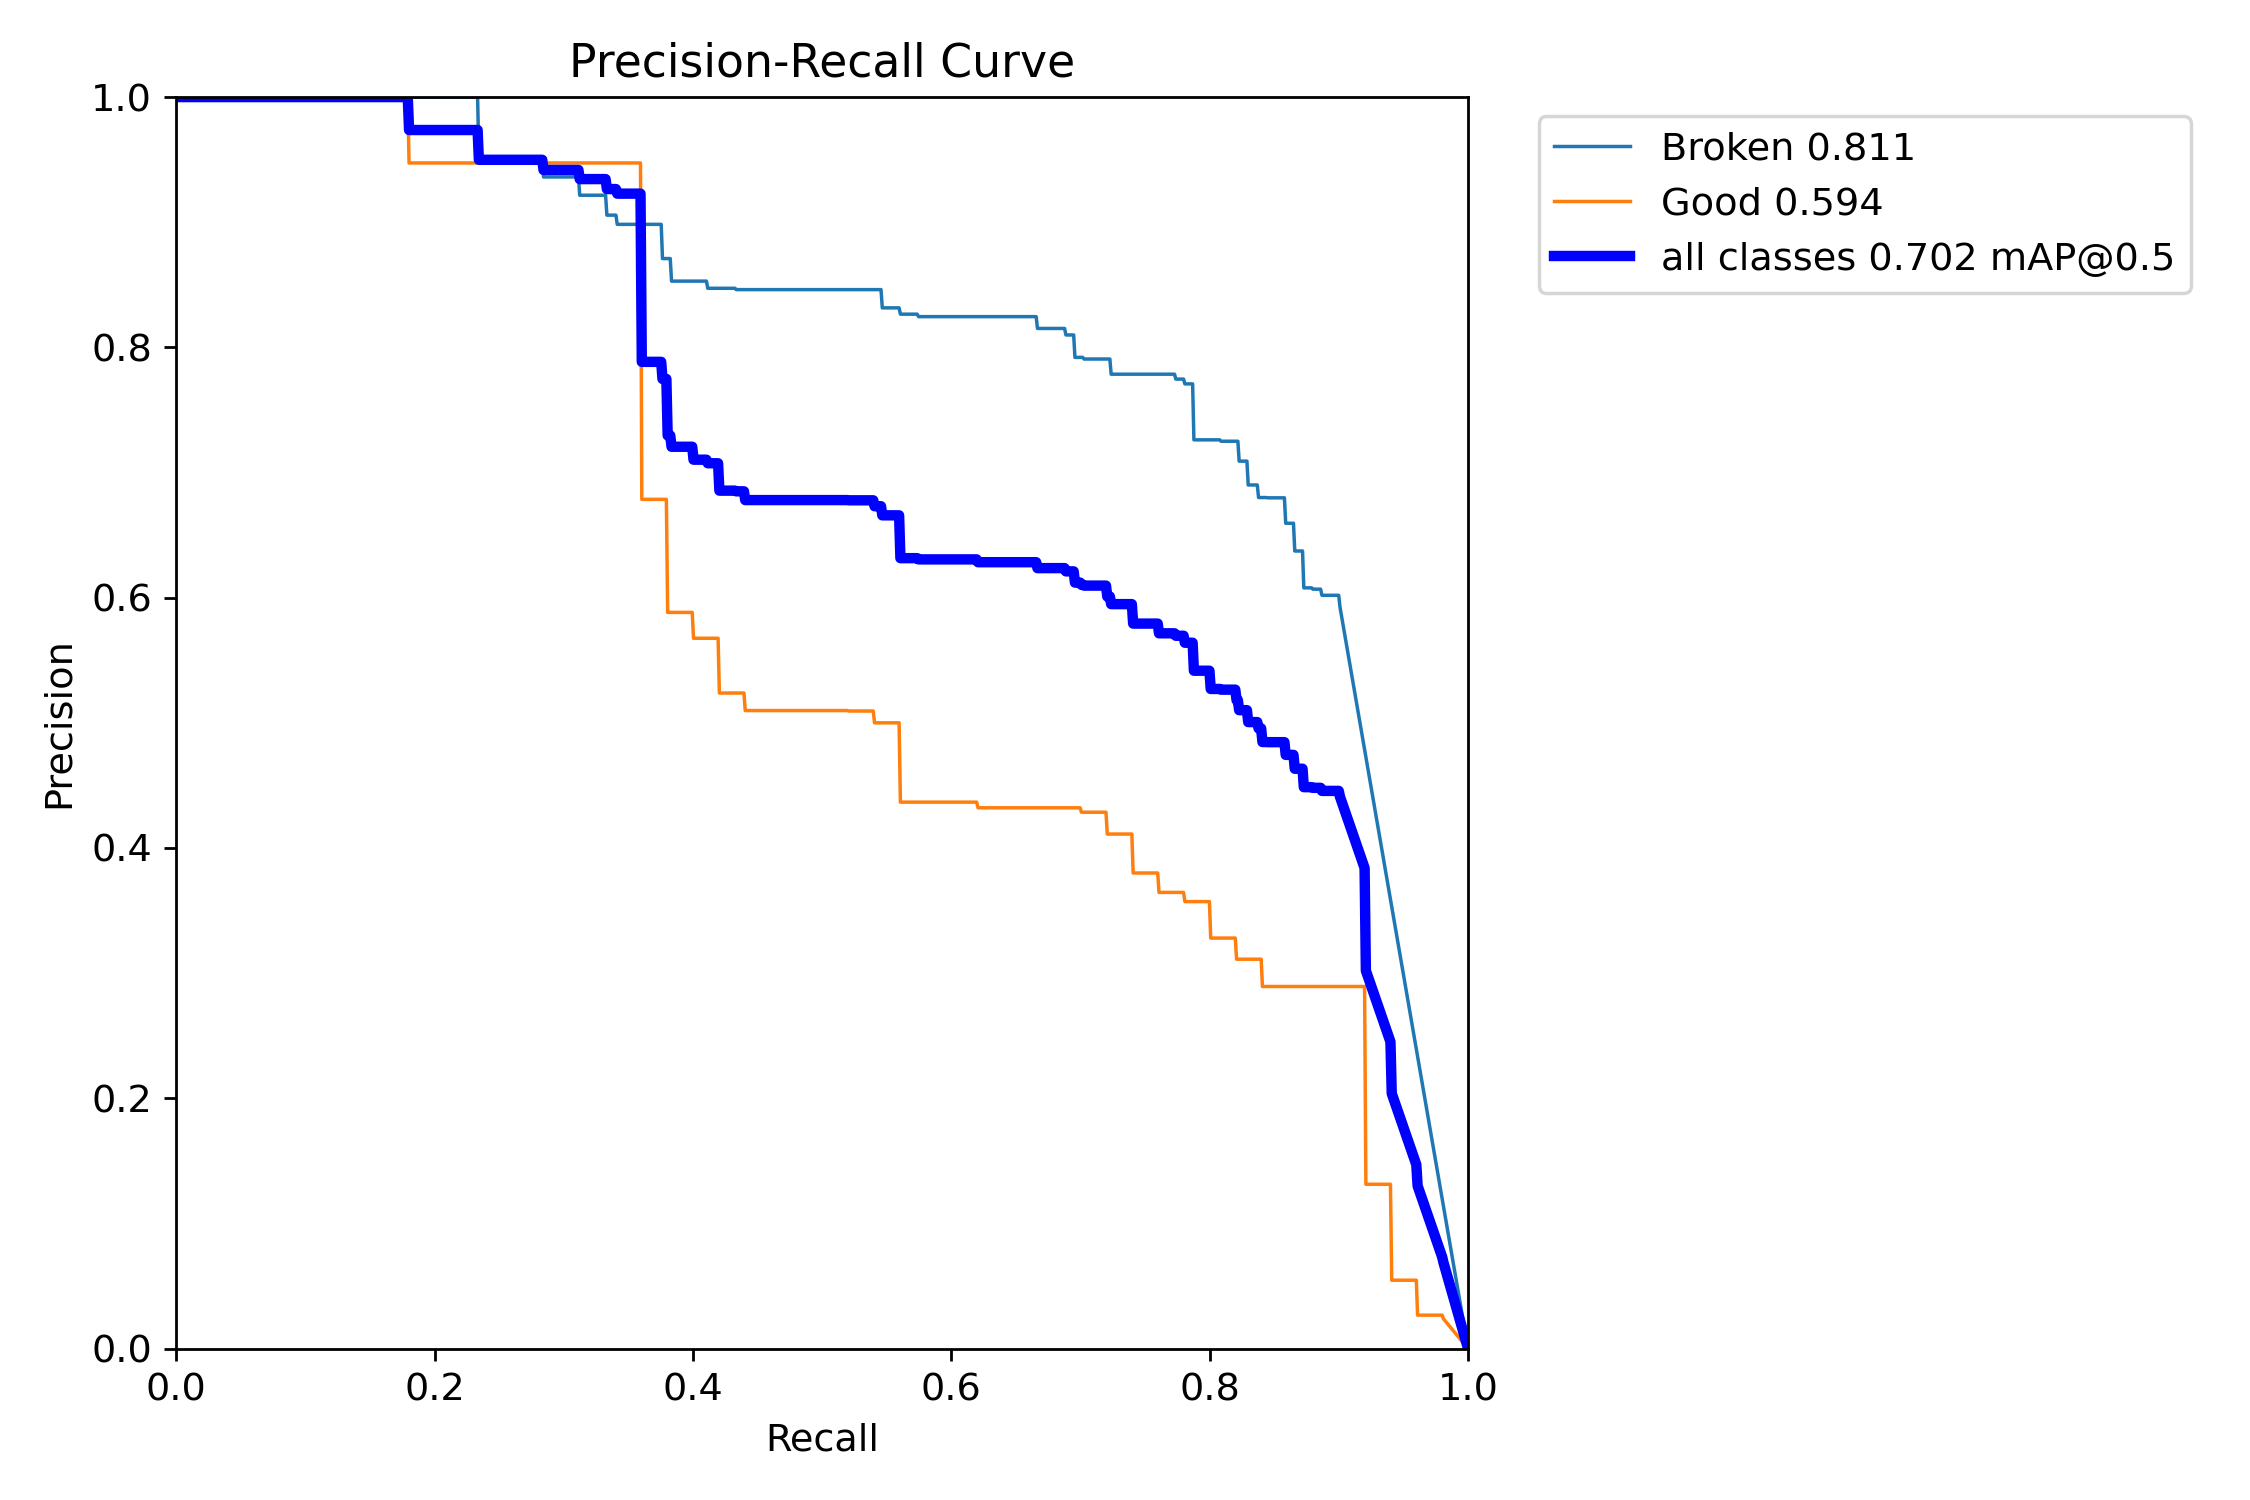 Precision-Recall Curve
1.0
0.8
0.6
0.4
0.2
0.0
Precision
0.0 0.2 0.4 0.6 0.8 1.0
Recall
Broken 0.811
Good 0.594
all classes 0.702 mAP@0.5